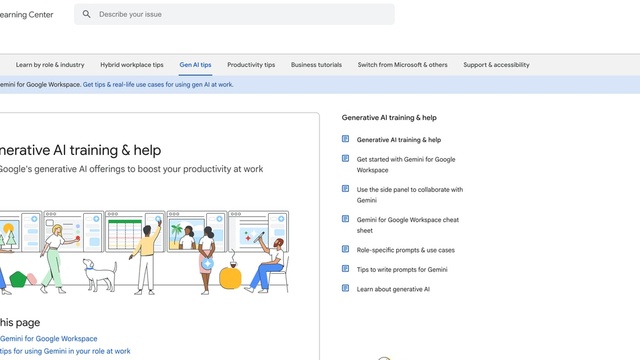 earning Center
Describe your issue
Learn by role & industry
Hybrid workplace tips
Gen AI tips
Productivity tips
Business tutorials
Switch from Microsoft & others
Support & accessibility
emini for Google Workspace. Get tips & real-life use cases for using gen AI at work.
nerative AI training & help
Google's generative AI offerings to boost your productivity at work
his page
Gemini for Google Workspace
tips for using Gemini in your role at work
Generative AI training & help
Generative AI training & help
Get started with Gemini for Google
Workspace
Use the side panel to collaborate with
Gemini
Gemini for Google Workspace cheat
sheet
Role-specific prompts & use cases
Tips to write prompts for Gemini
Learn about generative AI